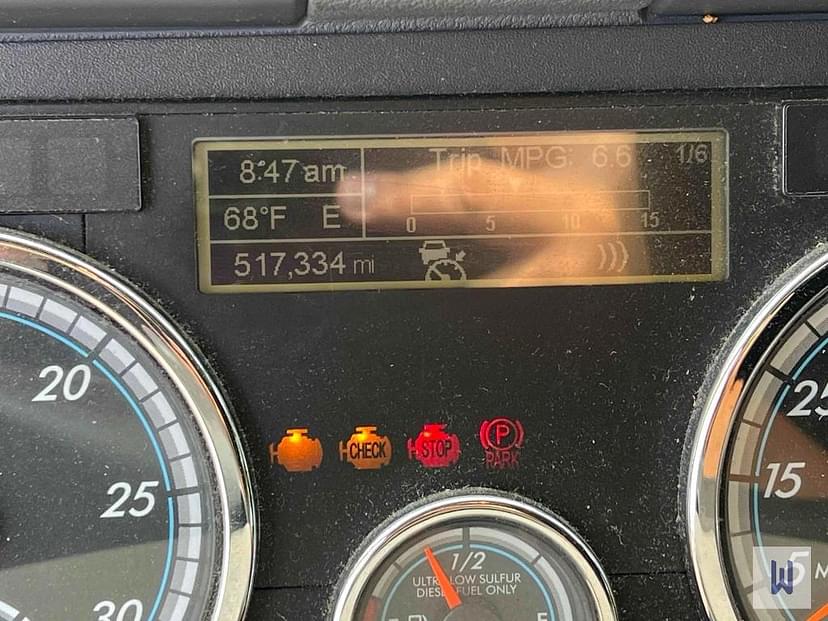 8:47 am Trip MPG: 6.6 1/6
68°F E
0 5 10 15
517,334 mi
20
25
30
CHECK STOP P PARK
1/2
ULTRA LOW SULFUR
DIESEL FUEL ONLY
25
15
5
W